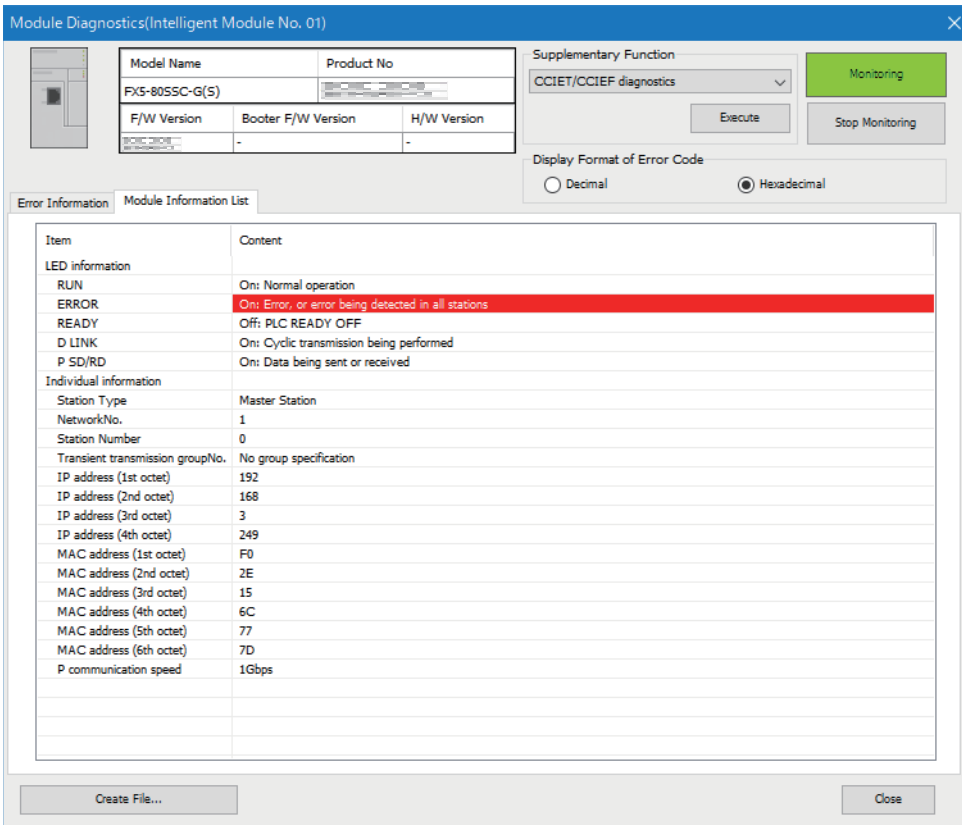 Module Diagnostics(Intelligent Module No. 01)
Model Name Product No
FX5-80SSC-G(S)
F/W Version Booter F/W Version H/W Version
- -
Supplementary Function
CCIET/CCIEF diagnostics
Execute
Monitoring
Stop Monitoring
Display Format of Error Code
Decimal Hexadecimal
Error Information Module Information List
Item Content
LED information
RUN On: Normal operation
ERROR On: Error, or error being detected in all stations
READY Off: PLC READY OFF
D LINK On: Cyclic transmission being performed
P SD/RD On: Data being sent or received
Individual information
Station Type Master Station
NetworkNo. 1
Station Number 0
Transient transmission groupNo. No group specification
IP address (1st octet) 192
IP address (2nd octet) 168
IP address (3rd octet) 3
IP address (4th octet) 249
MAC address (1st octet) F0
MAC address (2nd octet) 2E
MAC address (3rd octet) 15
MAC address (4th octet) 6C
MAC address (5th octet) 77
MAC address (6th octet) 7D
P communication speed 1Gbps
Create File... Close